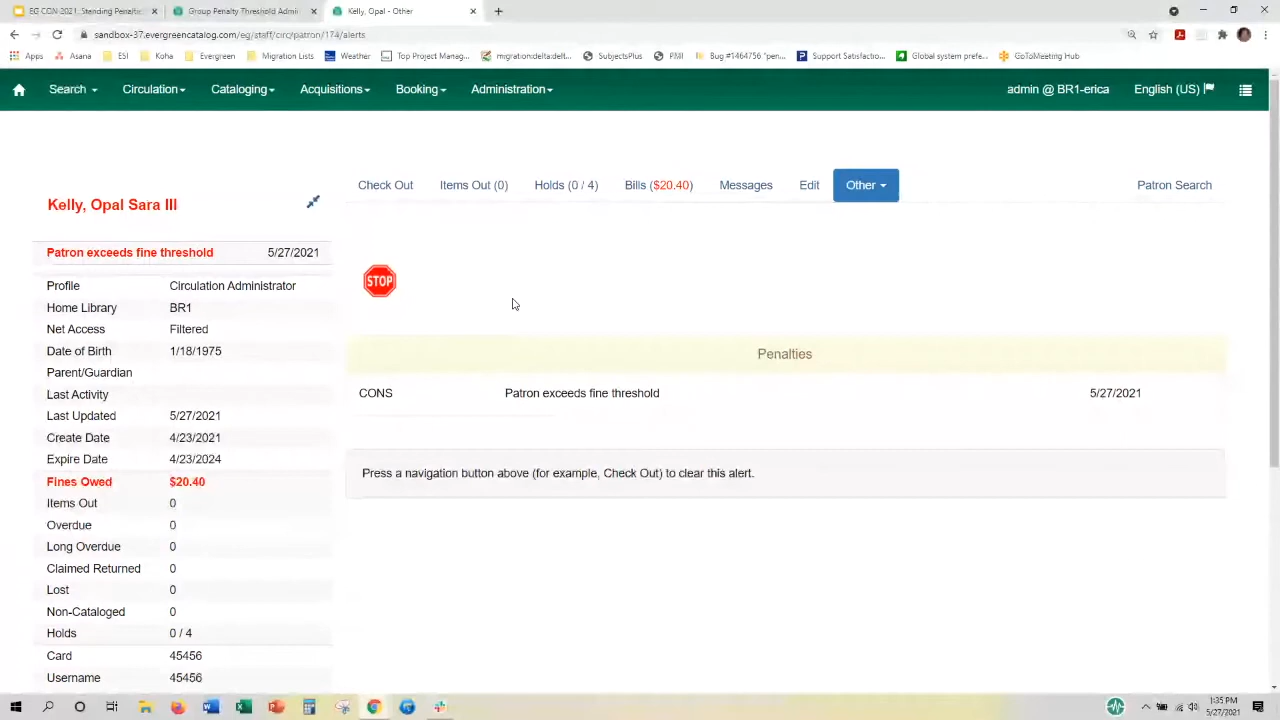 EG CON-2021_Standing Penaltie
Group Penalty Threshold Admi
Kelly, Opal - Other
sandbox-37.evergreencatalog.com/eg/staff/circ/patron/174/alerts
Apps ESI Koha Evergreen Migration Lists Weather Top Project Manag... migration:delta:delt... SubjectsPlus PMI Bug #1464756 "pen... Support Satisfactio... Global system prefe... GoToMeeting Hub
Search Circulation Cataloging Acquisitions Booking Administration admin @ BR1-erica English (US)
Check Out Items Out (0) Holds (0 / 4) Bills ($20.40) Messages Edit Other Patron Search
Kelly, Opal Sara III
Patron exceeds fine threshold 5/27/2021
Profile Circulation Administrator
Home Library BR1
Net Access Filtered
Date of Birth 1/18/1975
Parent/Guardian
Last Activity
Last Updated 5/27/2021
Create Date 4/23/2021
Expire Date 4/23/2024
Fines Owed $20.40
Items Out 0
Overdue 0
Long Overdue 0
Claimed Returned 0
Lost 0
Non-Cataloged 0
Holds 0 / 4
Card 45456
Username 45456
STOP
Penalties
CONS Patron exceeds fine threshold 5/27/2021
Press a navigation button above (for example, Check Out) to clear this alert.
1:35 PM
5/27/2021